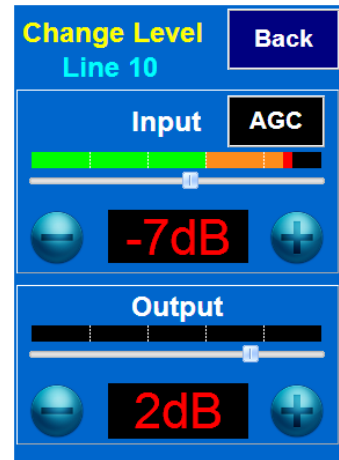 Change Level
Back
Line 10
Input
AGC
-7dB
Output
2dB